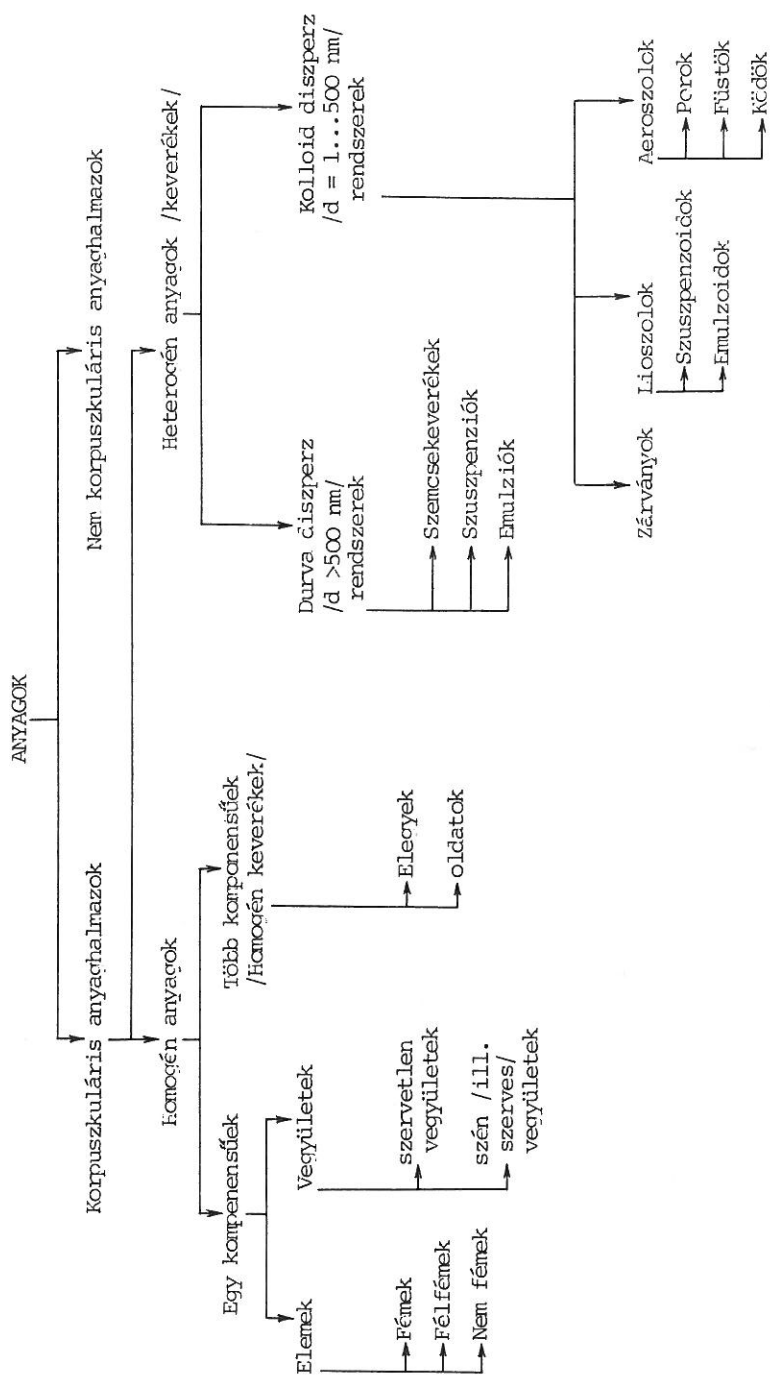 ANYAGOK
Korpuszkuláris anyaghalmazok
Nem korpuszkuláris anyaghalmazok
Homogén anyagok
Heterogén anyagok /keverékek/
Egy komponensűek
Több komponensűek
/Homogén keverékek/
Durva diszperz
/d >500 nm/
rendszerek
Kolloid diszperz
/d = 1...500 nm/
rendszerek
Elemek
Vegyületek
Fémek
Félfémek
Nem fémek
szervetlen
vegyületek
szén /ill.
szerves/
vegyületek
Elegyek
oldatok
Szemcsekeverékek
Szuszpenziók
Emulziók
Zárványok
Lioszolok
Szuszpenzoidok
Emulzoidok
Aeroszolok
Porok
Füstök
Ködök